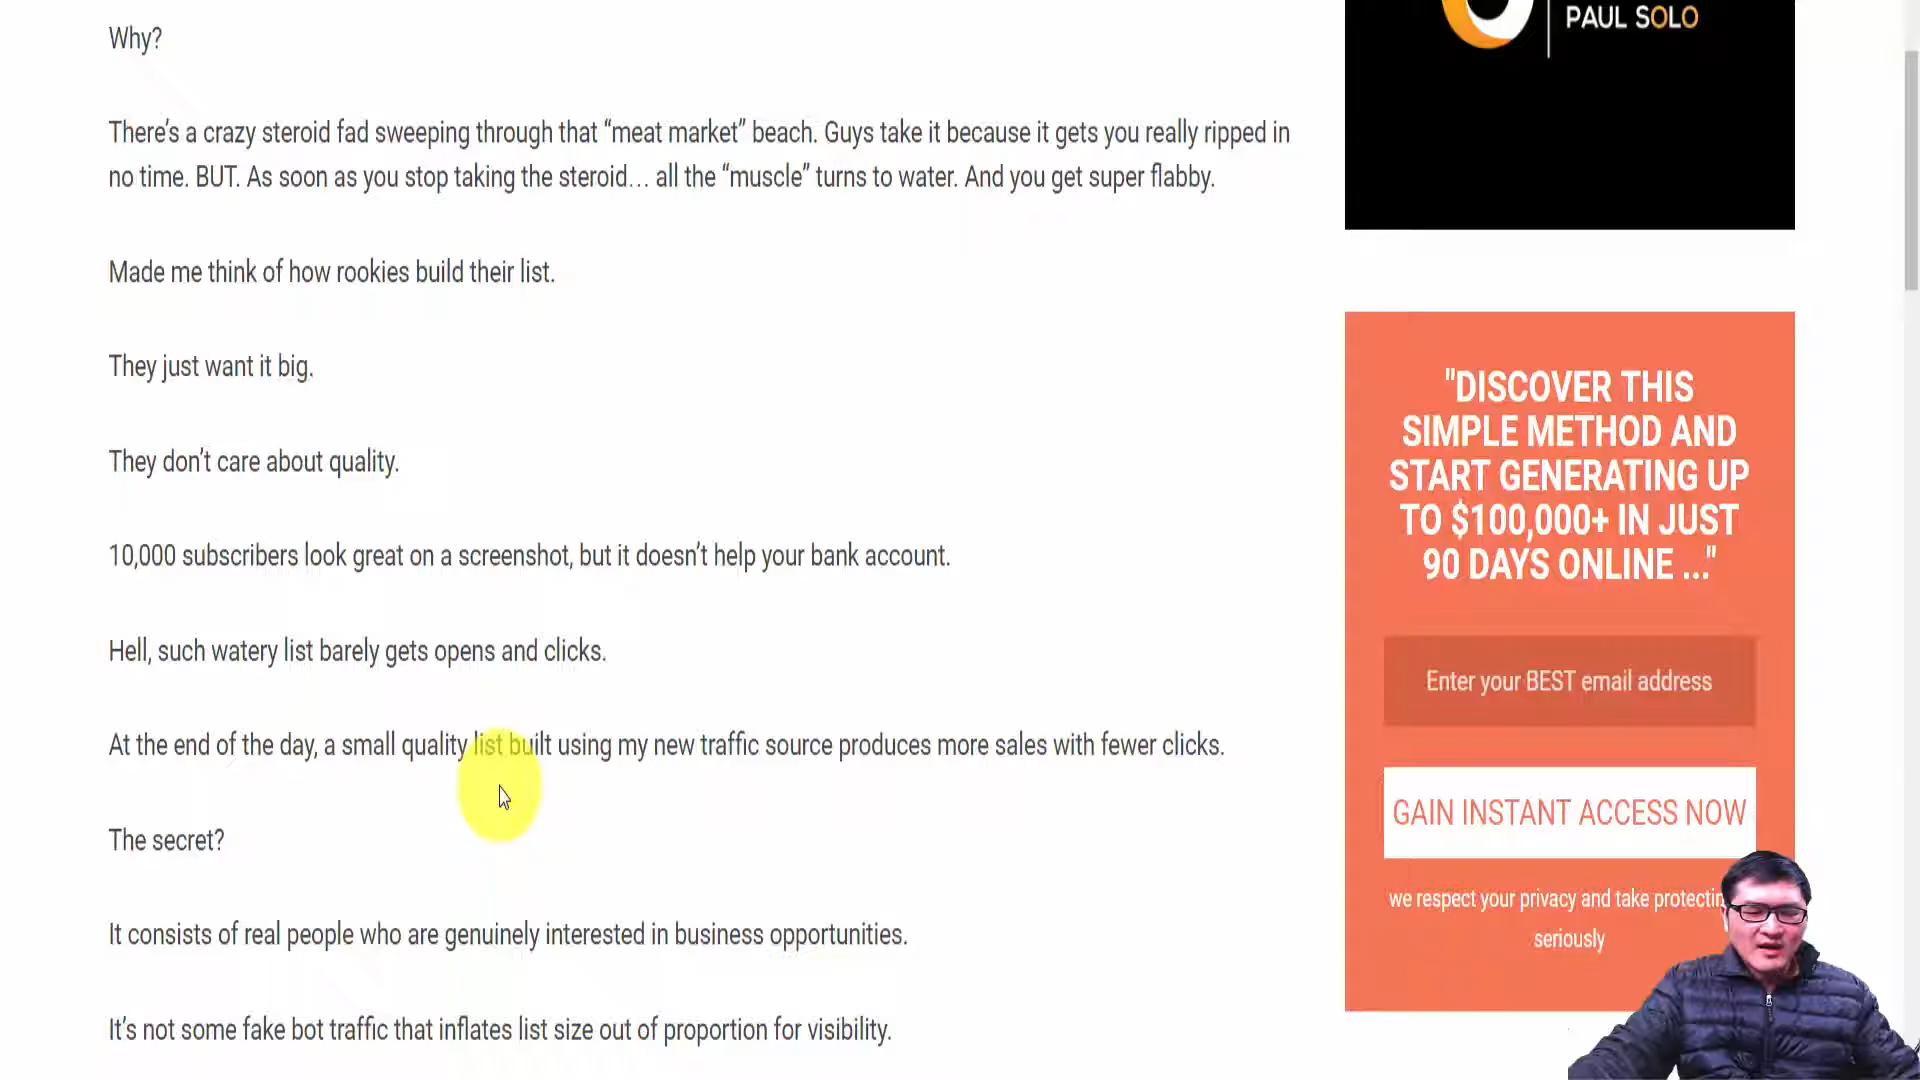 Why?
There's a crazy steroid fad sweeping through that “meat market” beach. Guys take it because it gets you really ripped in
no time. BUT. As soon as you stop taking the steroid… all the “muscle” turns to water. And you get super flabby.
Made me think of how rookies build their list.
They just want it big.
They don't care about quality.
10,000 subscribers look great on a screenshot, but it doesn't help your bank account.
Hell, such watery list barely gets opens and clicks.
At the end of the day, a small quality list built using my new traffic source produces more sales with fewer clicks.
The secret?
It consists of real people who are genuinely interested in business opportunities.
It's not some fake bot traffic that inflates list size out of proportion for visibility.
PAUL SOLO
"DISCOVER THIS
SIMPLE METHOD AND
START GENERATING UP
TO $100,000+ IN JUST
90 DAYS ONLINE ..."
Enter your BEST email address
GAIN INSTANT ACCESS NOW
we respect your privacy and take
seriously